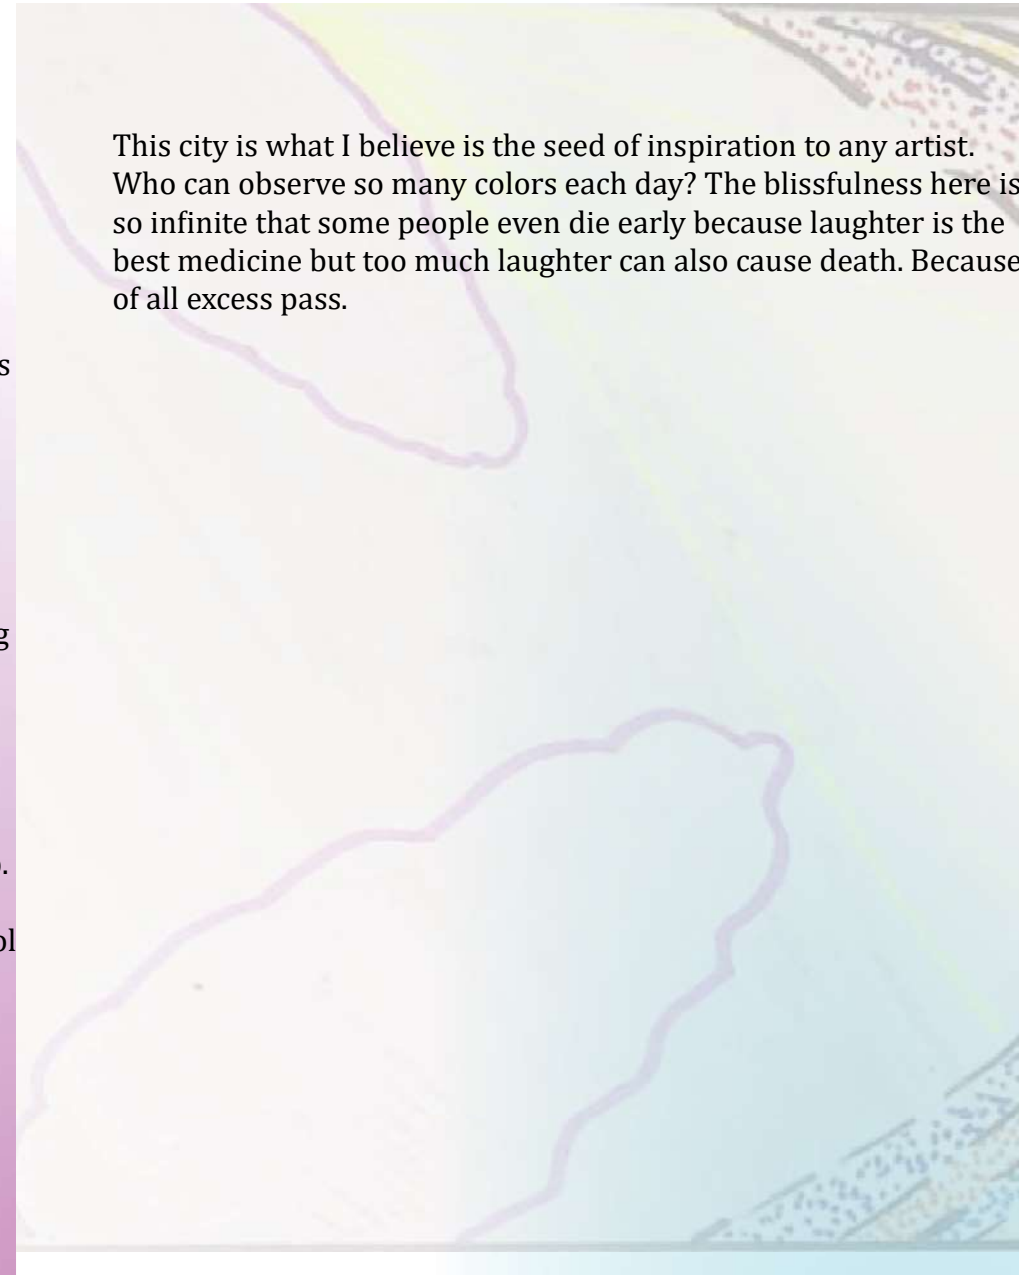 This city is what I believe is the seed of inspiration to any artist.
Who can observe so many colors each day? The blissfulness here is
so infinite that some people even die early because laughter is the
best medicine but too much laughter can also cause death. Because
of all excess pass.